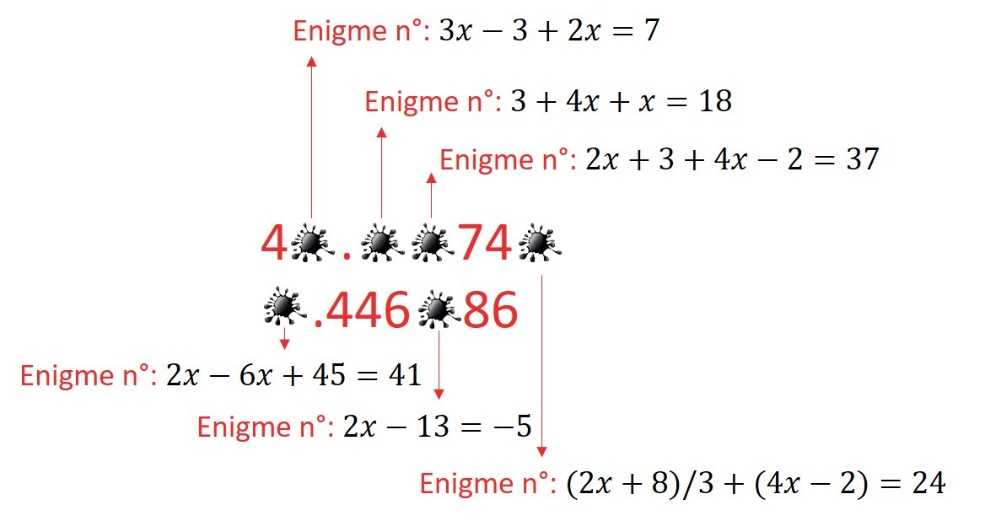 Enigme n°: 3x − 3 + 2x = 7
Enigme n°: 3 + 4x + x = 18
Enigme n°: 2x + 3 + 4x − 2 = 37
4 . 74
.446 86
Enigme n°: 2x − 6x + 45 = 41
Enigme n°: 2x − 13 = −5
Enigme n°: (2x + 8)/3 + (4x − 2) = 24